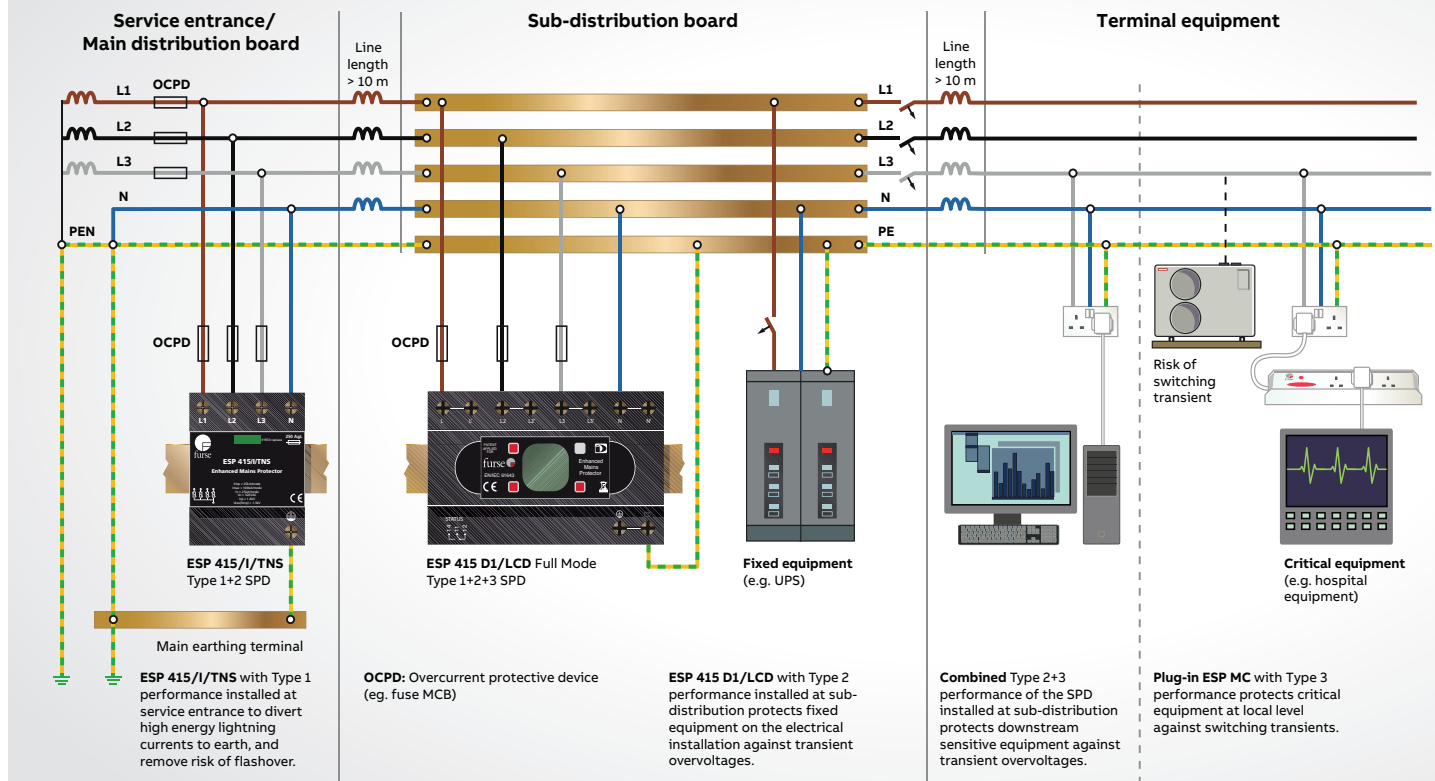 Service entrance/
Main distribution board
Line
length
> 10 m
Sub-distribution board
Line
length
> 10 m
Terminal equipment
L1
OCPD
L2
L3
N
PEN
L1
L2
L3
N
PE
OCPD
OCPD
L1 L2 L3 N
furse
250 AgL
ESP 415/I/TNS
Enhanced Mains Protector
CE
ESP 415/I/TNS
Type 1+2 SPD
Main earthing terminal
PATENT
APPLIED
FOR
furse
EN/IEC 61643
CE
Enhanced
Mains
Protector
STATUS
ESP 415 D1/LCD Full Mode
Type 1+2+3 SPD
Fixed equipment
(e.g. UPS)
Risk of
switching
transient
Critical equipment
(e.g. hospital
equipment)
ESP 415/I/TNS with Type 1
performance installed at
service entrance to divert
high energy lightning
currents to earth, and
remove risk of flashover.
OCPD: Overcurrent protective device
(eg. fuse MCB)
ESP 415 D1/LCD with Type 2
performance installed at sub-
distribution protects fixed
equipment on the electrical
installation against transient
overvoltages.
Combined Type 2+3
performance of the SPD
installed at sub-distribution
protects downstream
sensitive equipment against
transient overvoltages.
Plug-in ESP MC with Type 3
performance protects critical
equipment at local level
against switching transients.